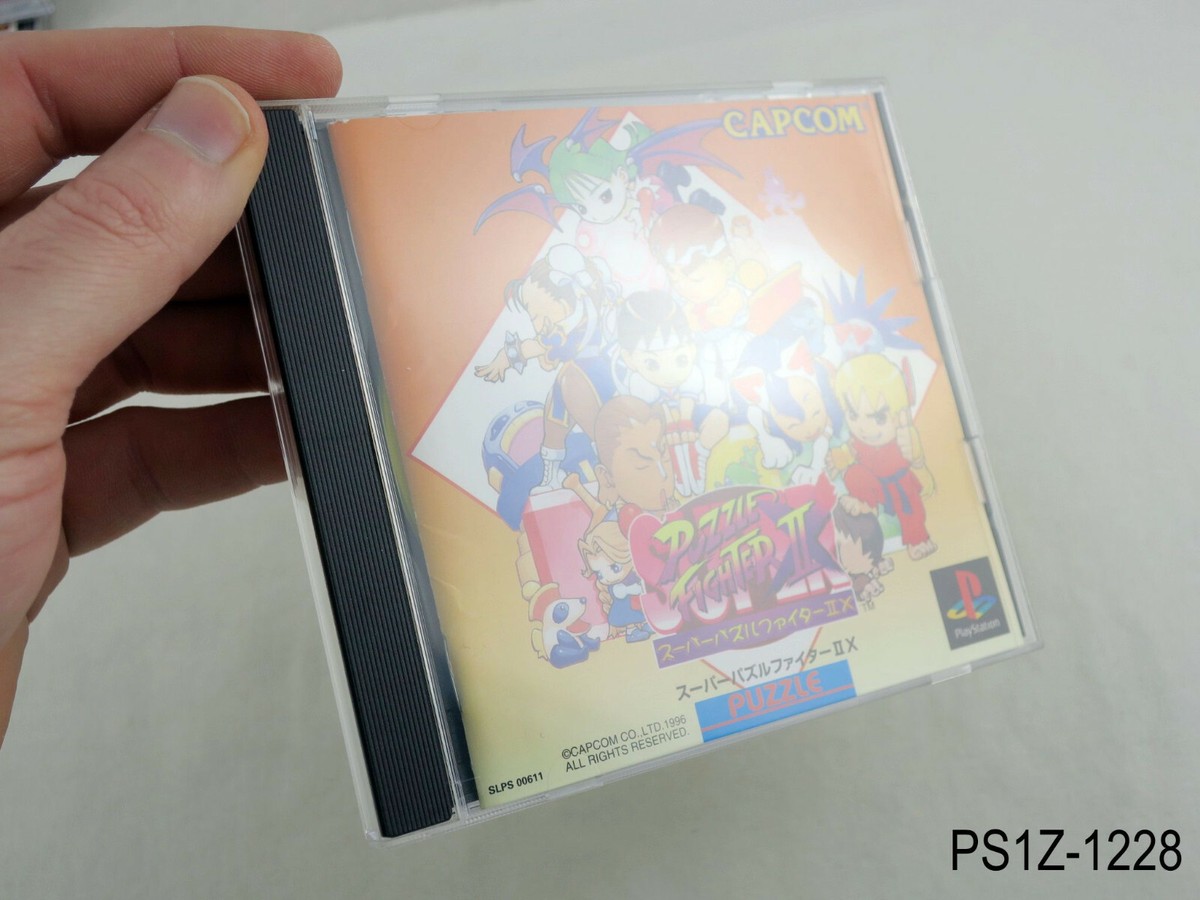 CAPCOM
SUPER
PUZZLE
FIGHTER II
スーパーパズルファイターII X
TM
PlayStation
スーパーパズルファイターII X
PUZZLE
©CAPCOM CO.,LTD.1996
ALL RIGHTS RESERVED.
SLPS 00611
PS1Z-1228